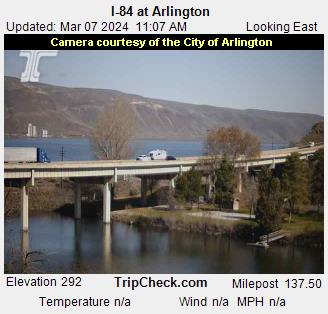 I-84 at Arlington
Updated: Mar 07 2024 11:07 AM Looking East
Camera courtesy of the City of Arlington
Elevation 292 TripCheck.com Milepost 137.50
Temperature n/a Wind n/a MPH n/a